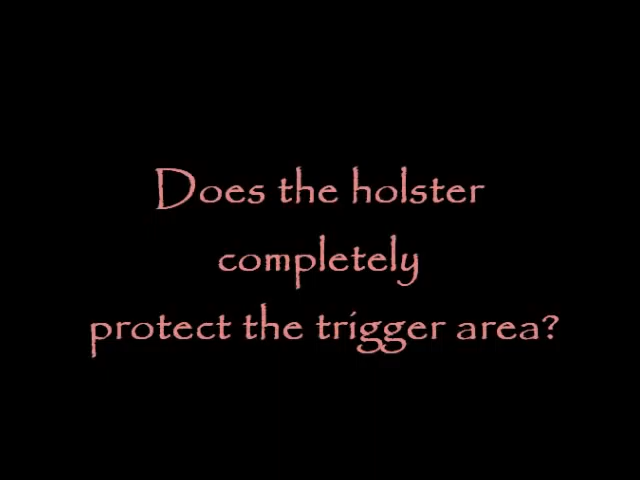 Does the holster
completely
protect the trigger area?